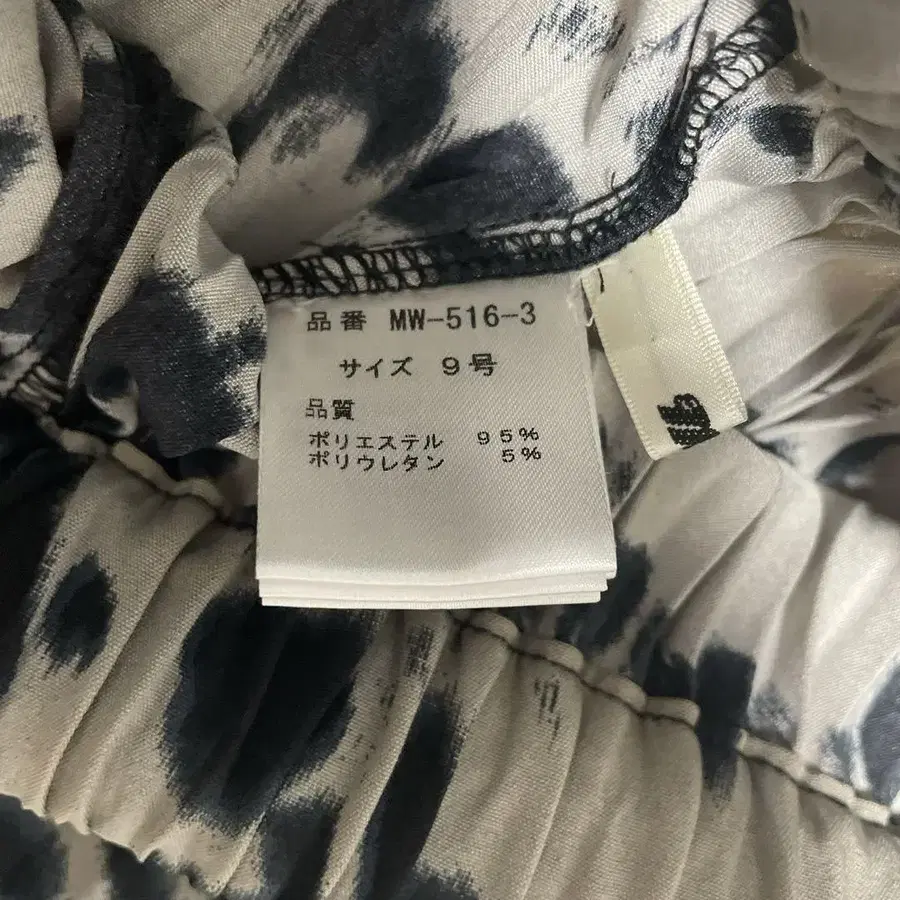 品番 MW-516-3
サイズ 9号
品質
ポリエステル 95%
ポリウレタン 5%